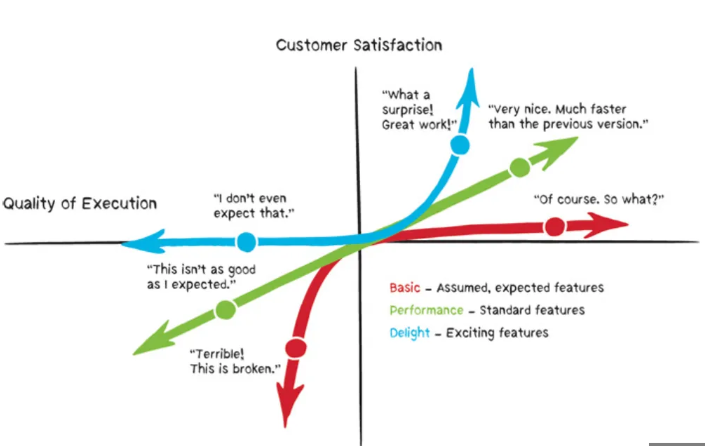 Customer Satisfaction
"What a
surprise!
Great work!"
"Very nice. Much faster
than the previous version."
"I don't even
expect that."
"Of course. So what?"
Quality of Execution
"This isn't as good
as I expected."
Basic – Assumed, expected features
Performance – Standard features
Delight – Exciting features
"Terrible!
This is broken."